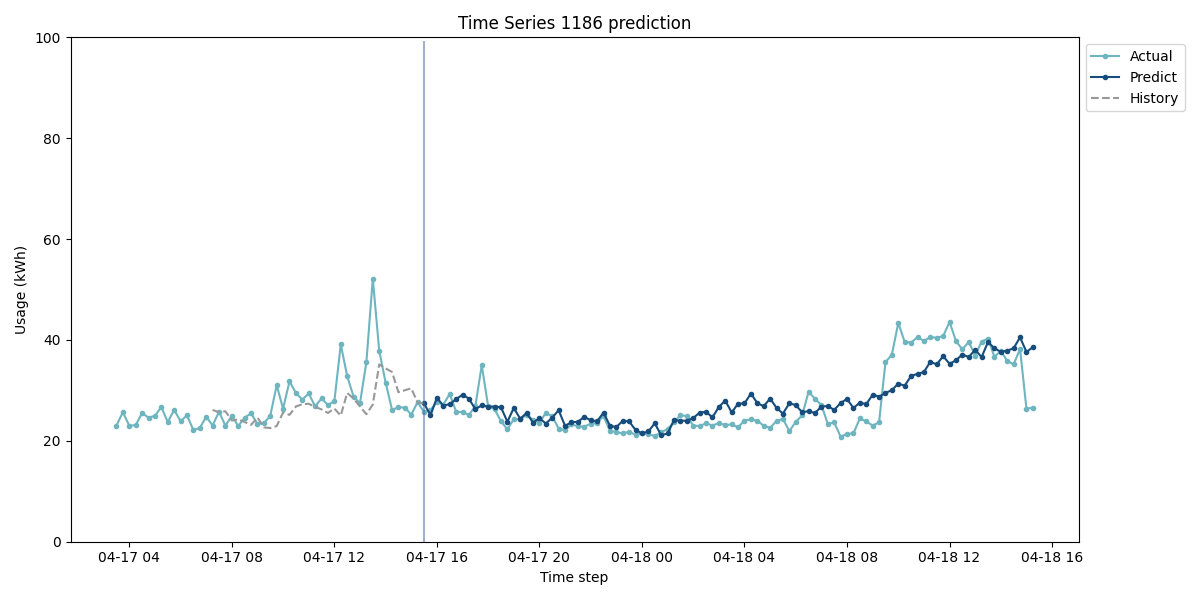 Time Series 1186 prediction
100
80
60
40
20
0
Usage (kWh)
04-17 04
04-17 08
04-17 12
04-17 16
04-17 20
04-18 00
04-18 04
04-18 08
04-18 12
04-18 16
Time step
Actual
Predict
History